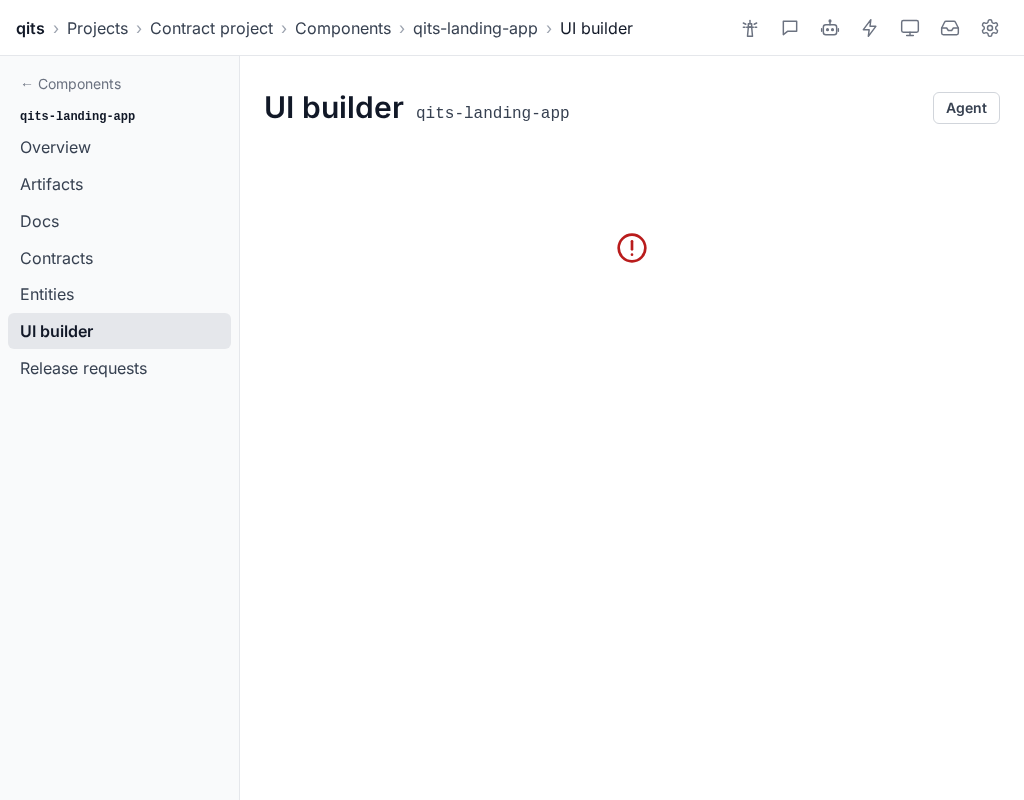 qits › Projects › Contract project › Components › qits-landing-app › UI builder
← Components
qits-landing-app
Overview
Artifacts
Docs
Contracts
Entities
UI builder
Release requests
UI builder qits-landing-app
Agent